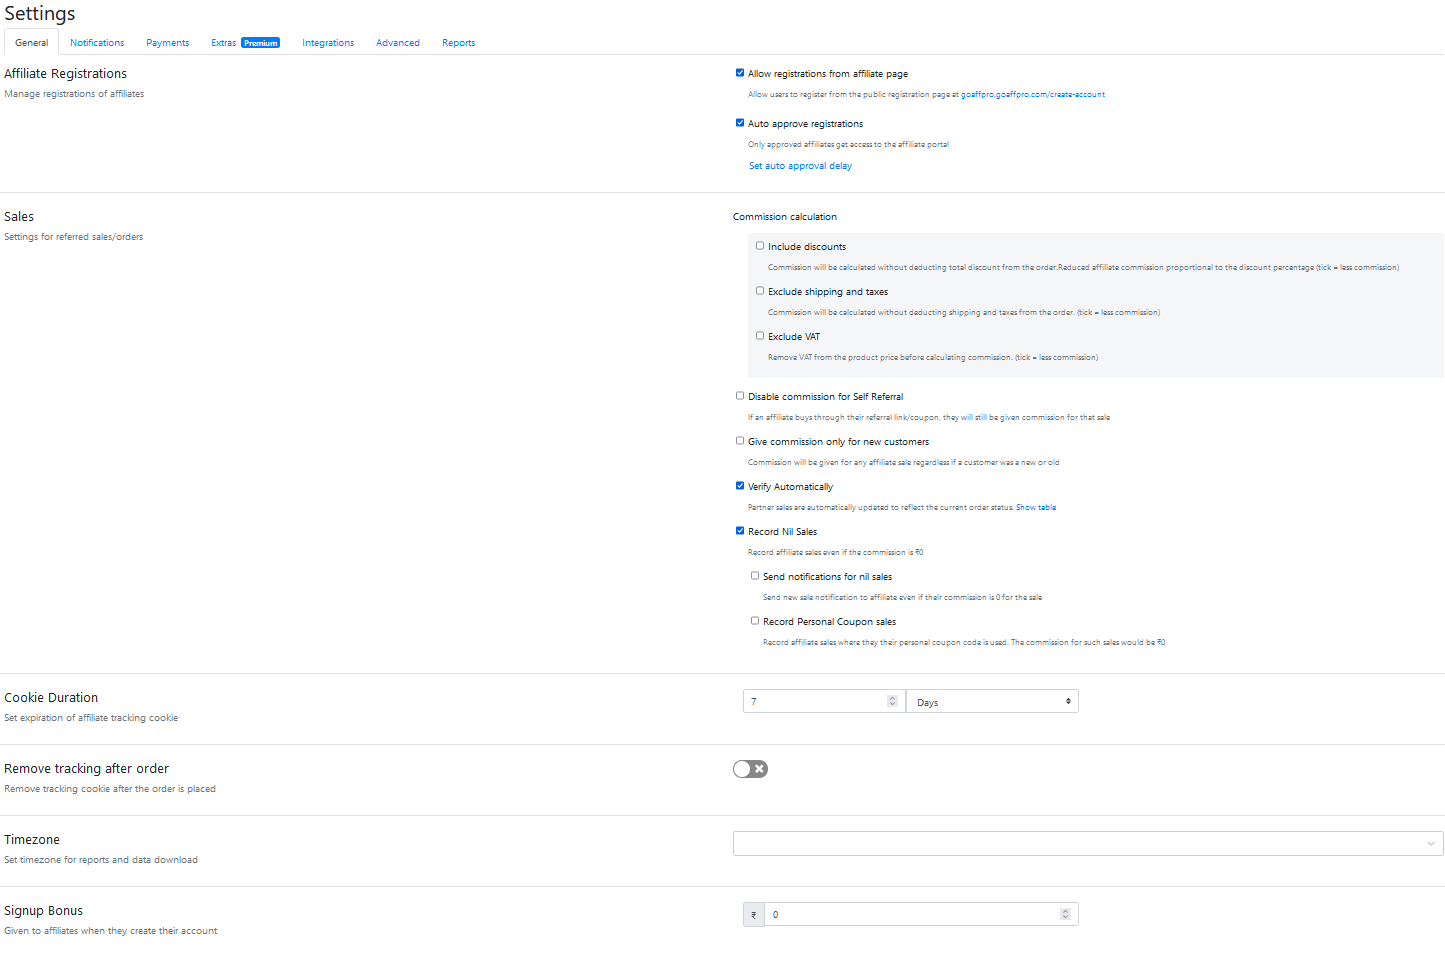 Settings
General Notifications Payments Extras Premium Integrations Advanced Reports
Affiliate Registrations
Manage registrations of affiliates
Allow registrations from affiliate page
Allow users to register from the public registration page at goaffpro.goaffpro.com/create-account
Auto approve registrations
Only approved affiliates get access to the affiliate portal
Set auto approval delay
Sales
Settings for referred sales/orders
Commission calculation
Include discounts
Commission will be calculated without deducting total discount from the order.Reduced affiliate commission proportional to the discount percentage (tick = less commission)
Exclude shipping and taxes
Commission will be calculated without deducting shipping and taxes from the order. (tick = less commission)
Exclude VAT
Remove VAT from the product price before calculating commission. (tick = less commission)
Disable commission for Self Referral
If an affiliate buys through their referral link/coupon, they will still be given commission for that sale
Give commission only for new customers
Commission will be given for any affiliate sale regardless if a customer was a new or old
Verify Automatically
Partner sales are automatically updated to reflect the current order status. Show table
Record Nil Sales
Record affiliate sales even if the commission is ₹0
Send notifications for nil sales
Send new sale notification to affiliate even if their commission is 0 for the sale
Record Personal Coupon sales
Record affiliate sales where they their personal coupon code is used. The commission for such sales would be ₹0
Cookie Duration
Set expiration of affiliate tracking cookie
7 Days
Remove tracking after order
Remove tracking cookie after the order is placed
Timezone
Set timezone for reports and data download
Signup Bonus
Given to affiliates when they create their account
₹ 0